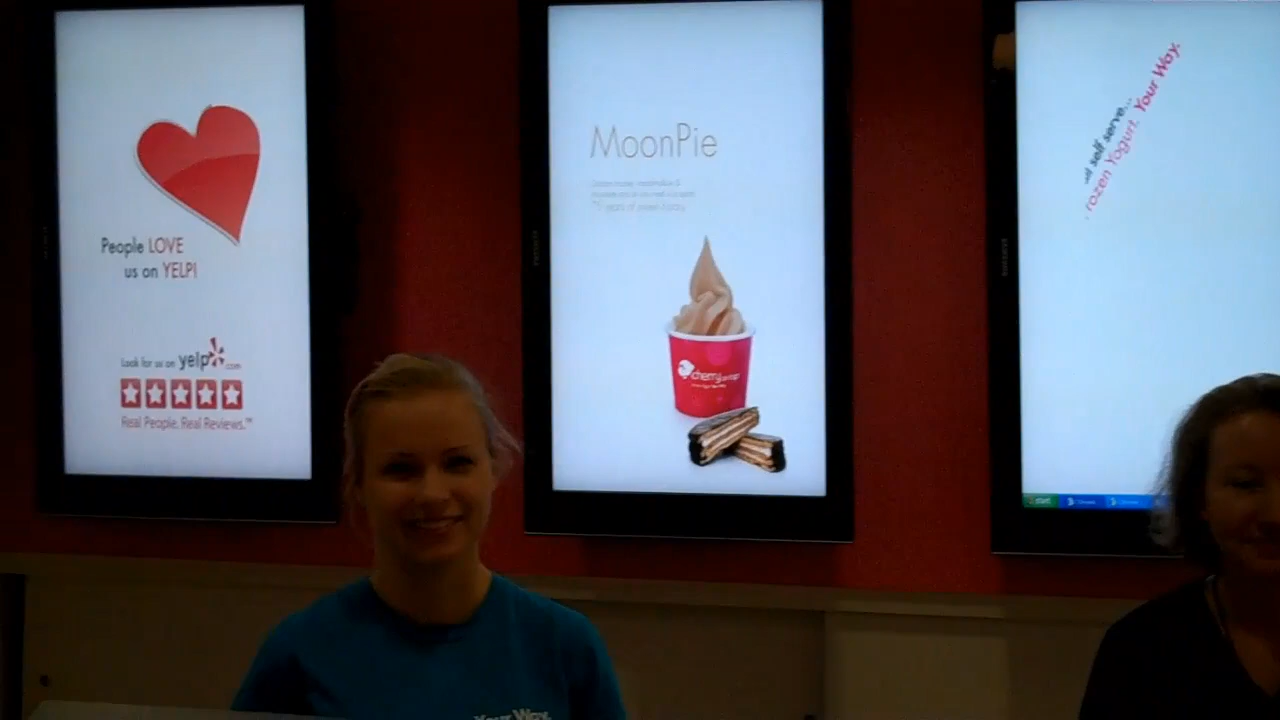 People LOVE
us on YELP!
Look for us on yelp.com
Real People. Real Reviews.™
MoonPie
cherry
self serve...
rozen Yogurt. Your Way.
start
Your Way.